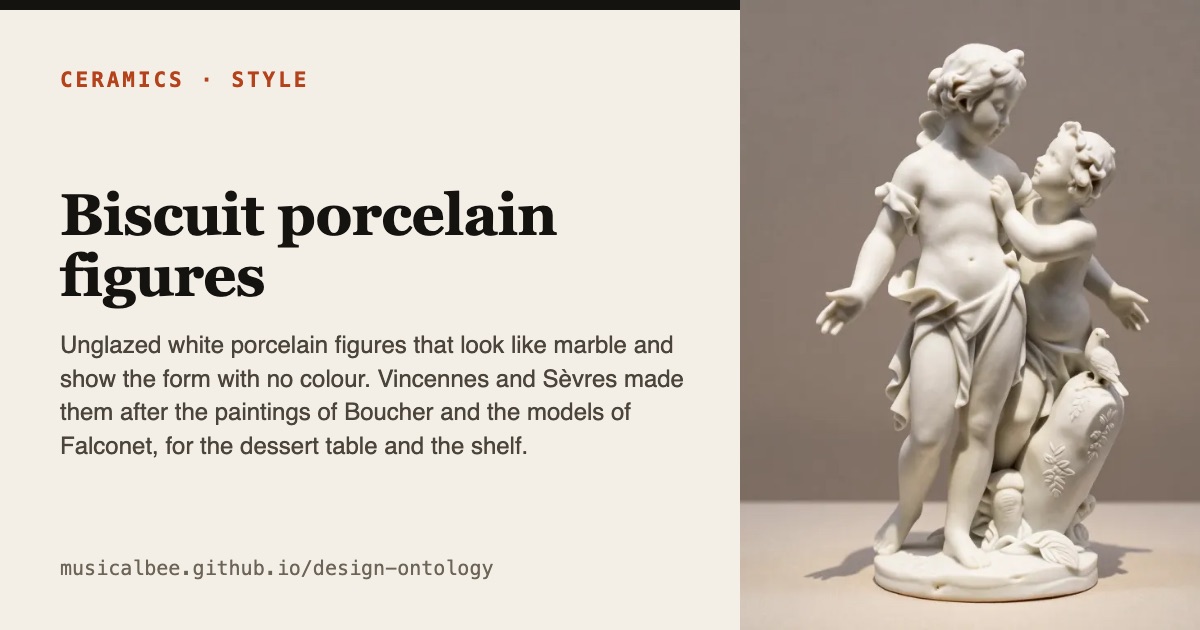 CERAMICS · STYLE
Biscuit porcelain
figures
Unglazed white porcelain figures that look like marble and
show the form with no colour. Vincennes and Sèvres made
them after the paintings of Boucher and the models of
Falconet, for the dessert table and the shelf.
musicalbee.github.io/design-ontology